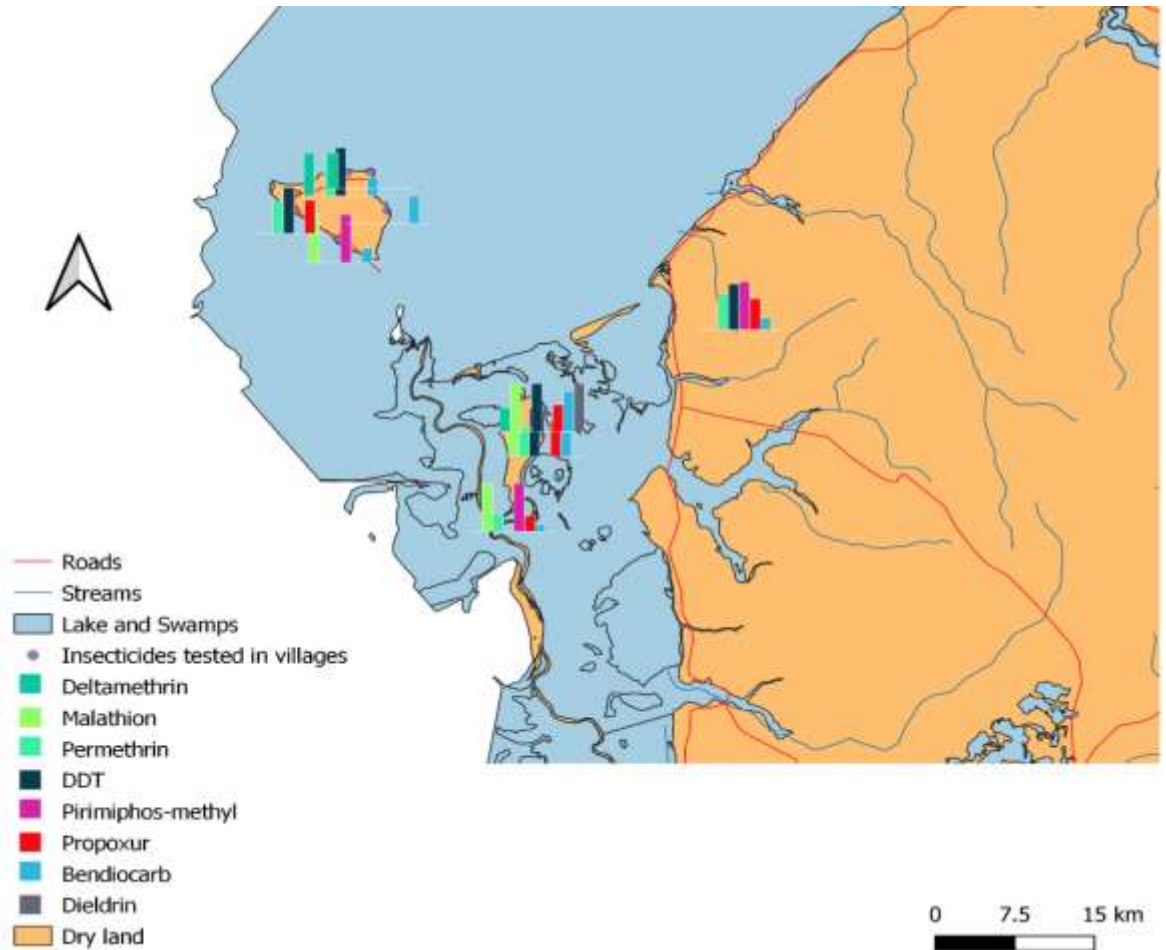 Roads
Streams
Lake and Swamps
Insecticides tested in villages
Deltamethrin
Malathion
Permethrin
DDT
Pirimiphos-methyl
Propoxur
Bendiocarb
Dieldrin
Dry land
0 7.5 15 km